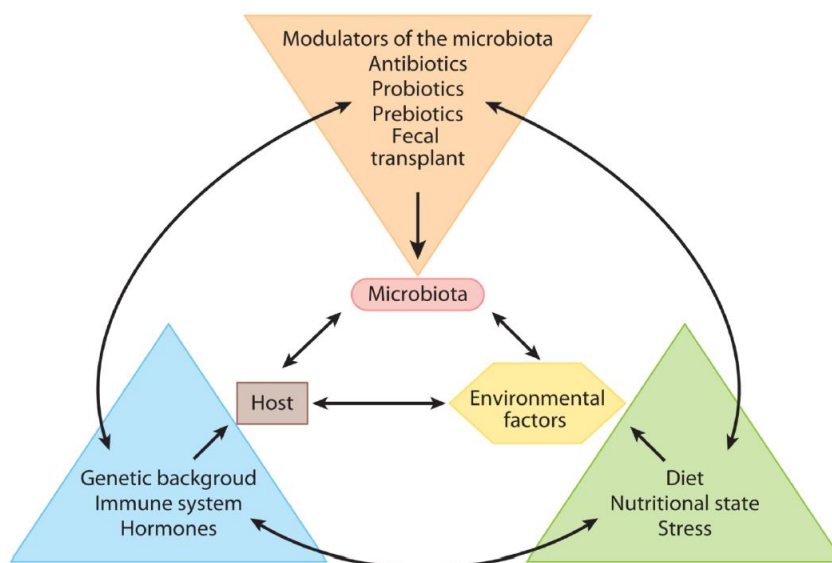 Modulators of the microbiota
Antibiotics
Probiotics
Prebiotics
Fecal
transplant
Microbiota
Host
Environmental
factors
Genetic backgroud
Immune system
Hormones
Diet
Nutritional state
Stress